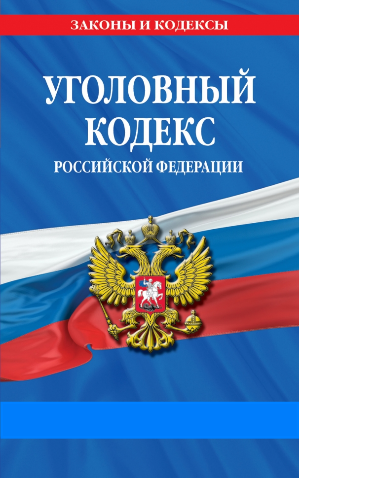 ЗАКОНЫ И КОДЕКСЫ
УГОЛОВНЫЙ
КОДЕКС
РОССИЙСКОЙ ФЕДЕРАЦИИ